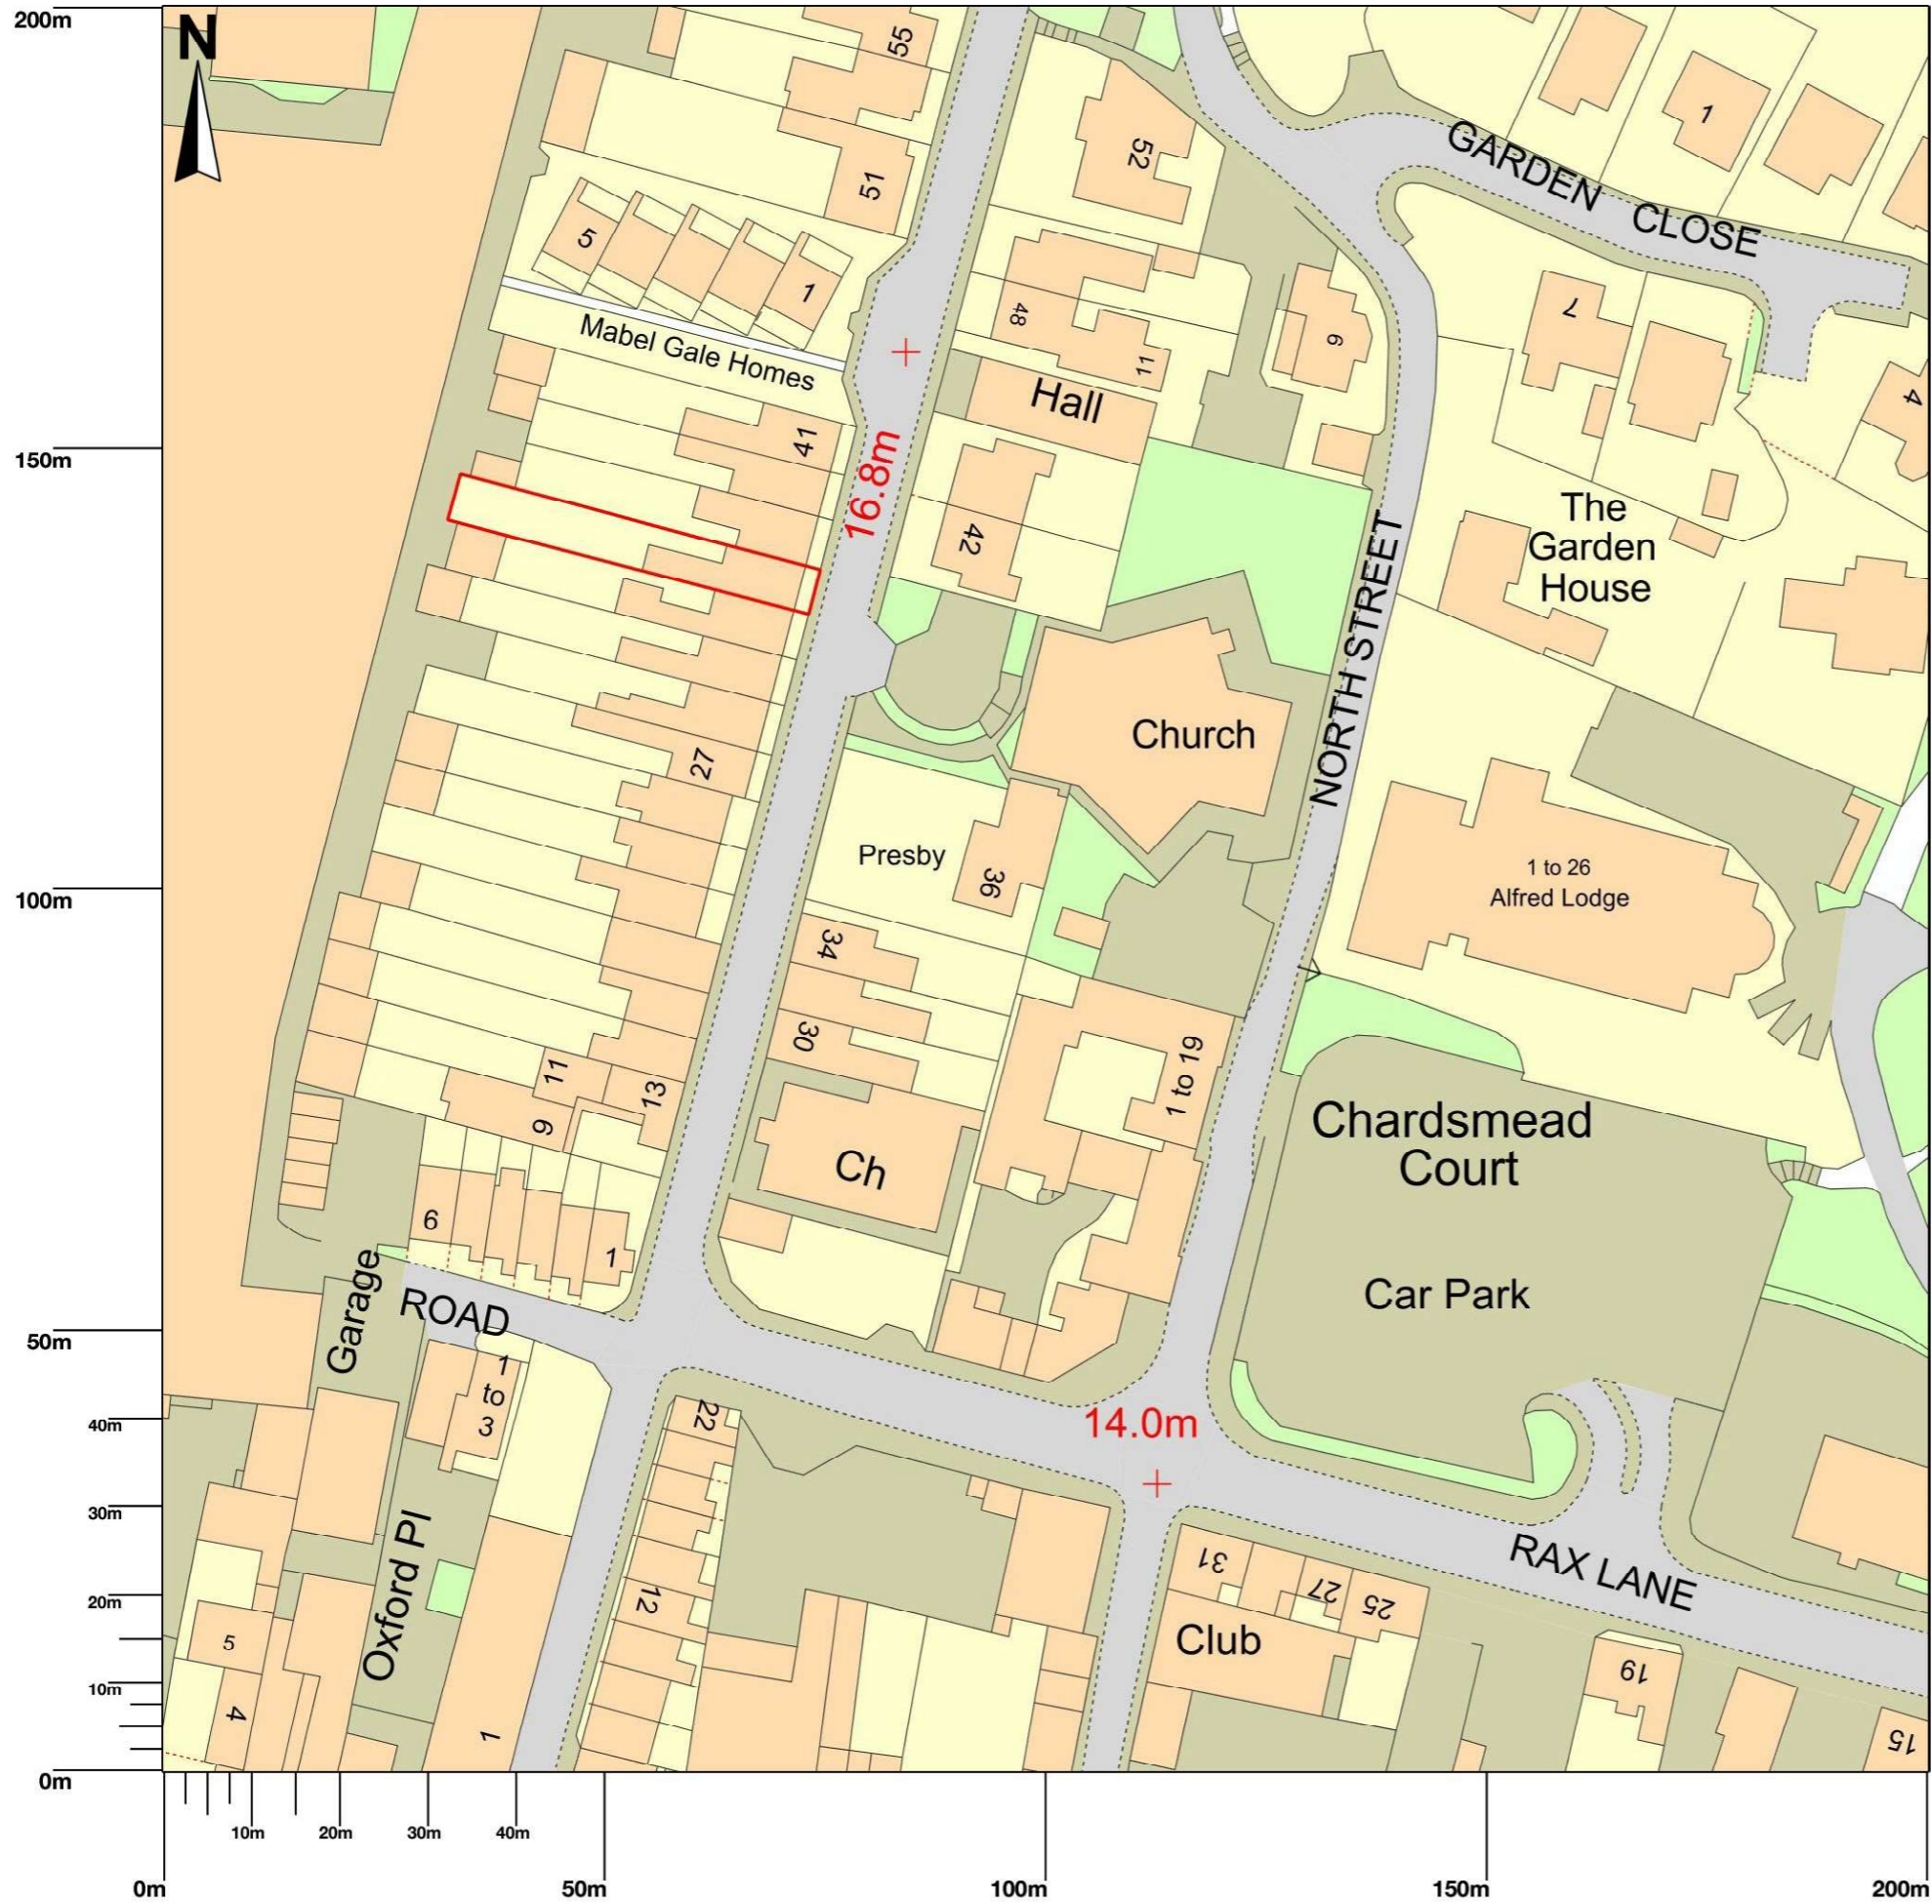 200m
N
55
52
1
GARDEN
CLOSE
51
5
1
48
11
6
7
Mabel Gale Homes
Hall
4
150m
41
16.8m
42
NORTH STREET
The
Garden
House
27
Church
Presby
36
1 to 26
Alfred Lodge
100m
34
30
11
13
9
1 to 19
Chardsmead
Court
Ch
6
1
Car Park
Garage
ROAD
50m
1
to
3
40m
22
14.0m
30m
Oxford Pl
20m
12
31
27
25
RAX LANE
Club
5
4
10m
1
19
15
0m
10m
20m
30m
40m
0m
50m
100m
150m
200m